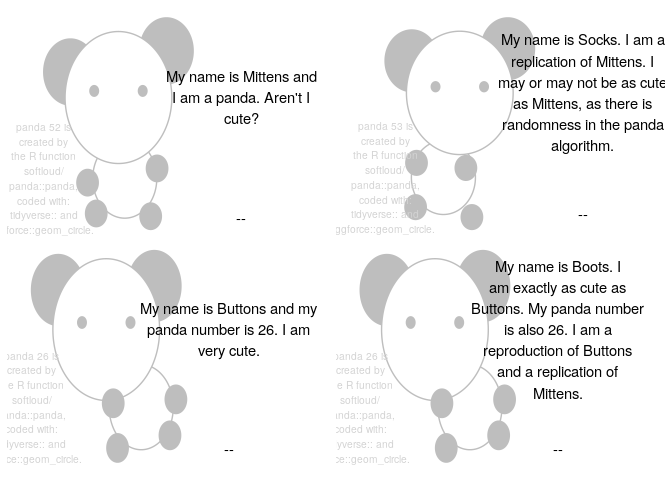 My name is Mittens and
I am a panda. Aren't I
cute?
panda 52 is
created by
the R function
softloud/
panda::panda,
coded with:
tidyverse:: and
force::geom_circle.
--
My name is Socks. I am a
replication of Mittens. I
may or may not be as cute
as Mittens, as there is
randomness in the panda
algorithm.
panda 53 is
created by
the R function
softloud/
panda::panda,
coded with:
tidyverse:: and
ggforce::geom_circle.
--
My name is Buttons and my
panda number is 26. I am
very cute.
panda 26 is
created by
e R function
softloud/
nda::panda,
coded with:
lyverse:: and
ce::geom_circle.
--
My name is Boots. I
am exactly as cute as
Buttons. My panda number
is also 26. I am a
reproduction of Buttons
and a replication of
Mittens.
panda 26 is
created by
e R function
softloud/
nda::panda,
coded with:
lyverse:: and
ce::geom_circle.
--